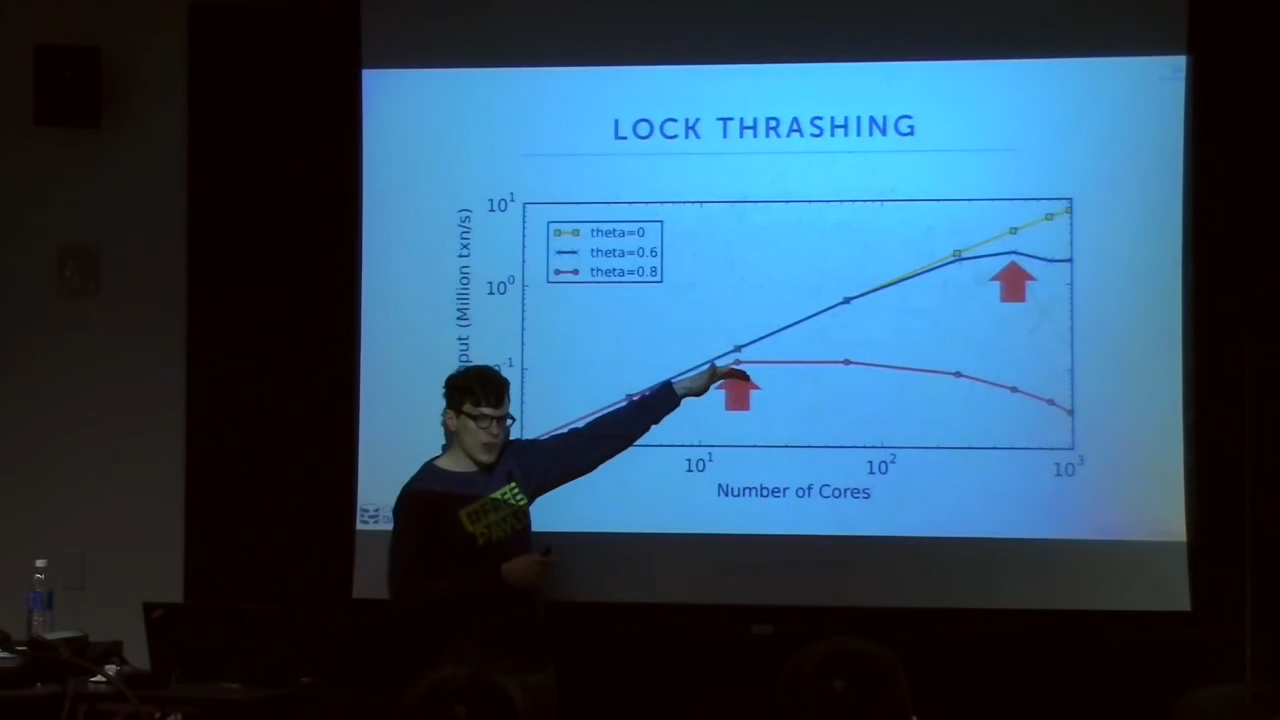 LOCK THRASHING
10¹
theta=0
theta=0.6
theta=0.8
10⁰
-1
put (Million txn/s)
10¹
10²
10³
Number of Cores